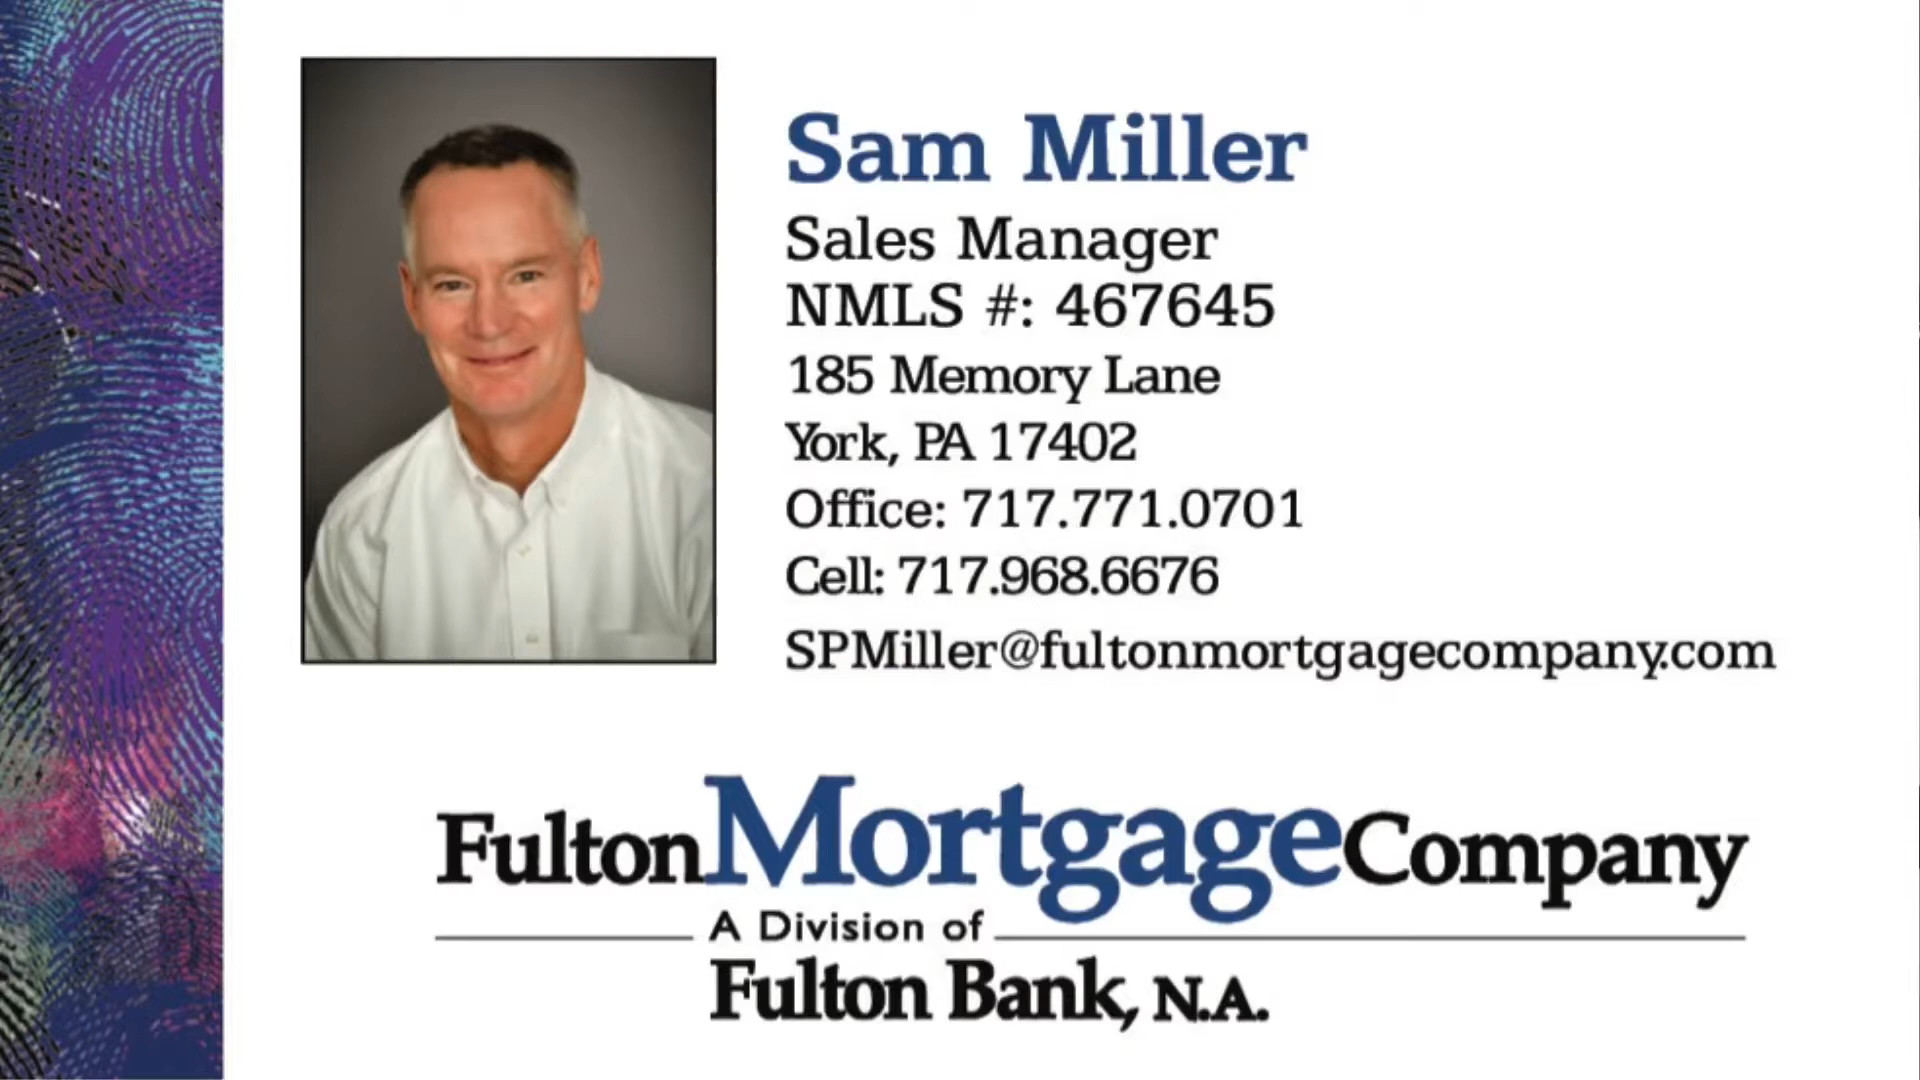 Sam Miller
Sales Manager
NMLS #: 467645
185 Memory Lane
York, PA 17402
Office: 717.771.0701
Cell: 717.968.6676
SPMiller@fultonmortgagecompany.com
FultonMortgageCompany
A Division of
Fulton Bank, N.A.